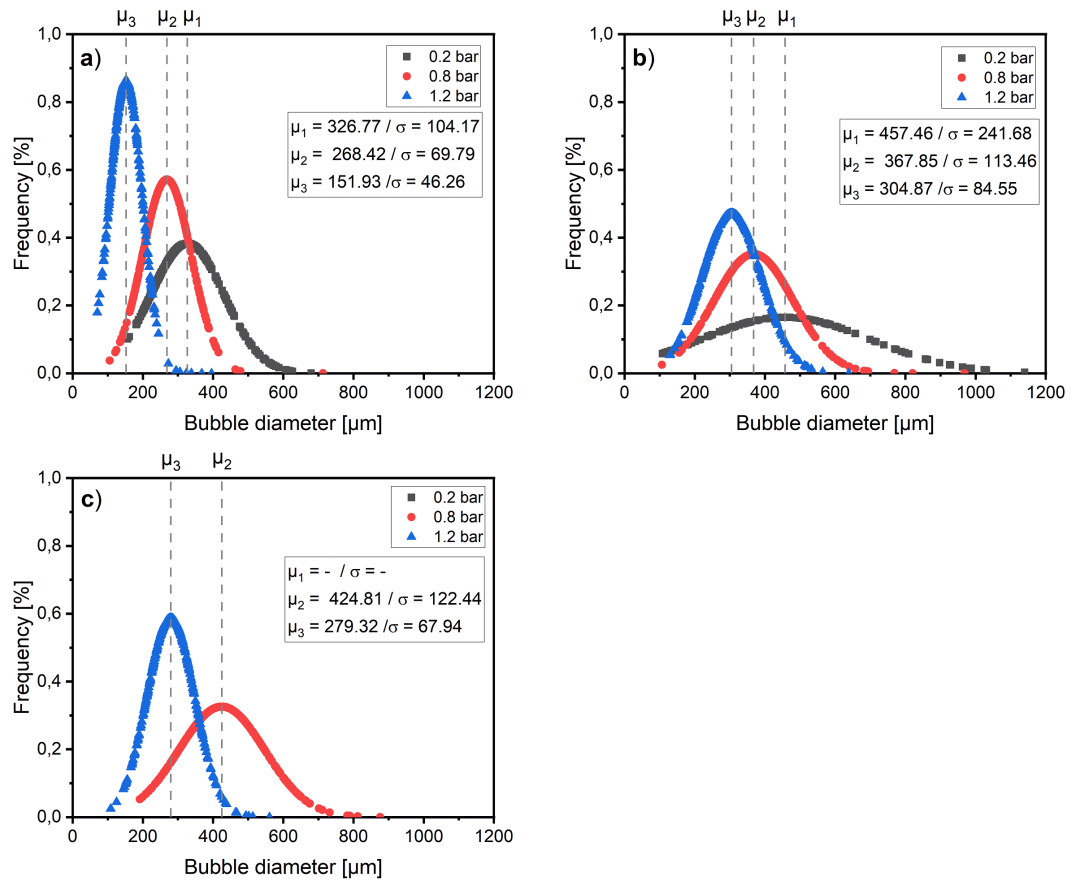 μ3 μ2 μ1
a)
0.2 bar
0.8 bar
1.2 bar
μ1 = 326.77 / σ = 104.17
μ2 = 268.42 / σ = 69.79
μ3 = 151.93 /σ = 46.26
1,0
0,8
0,6
0,4
0,2
0,0
Frequency [%]
0 200 400 600 800 1000 1200
Bubble diameter [μm]
μ3 μ2 μ1
b)
0.2 bar
0.8 bar
1.2 bar
μ1 = 457.46 / σ = 241.68
μ2 = 367.85 / σ = 113.46
μ3 = 304.87/σ = 84.55
1,0
0,8
0,6
0,4
0,2
0,0
Frequency [%]
0 200 400 600 800 1000 1200
Bubble diameter [μm]
μ3 μ2
c)
0.2 bar
0.8 bar
1.2 bar
μ1 = - / σ = -
μ2 = 424.81 / σ = 122.44
μ3 = 279.32 /σ = 67.94
1,0
0,8
0,6
0,4
0,2
0,0
Frequency [%]
0 200 400 600 800 1000 1200
Bubble diameter [μm]